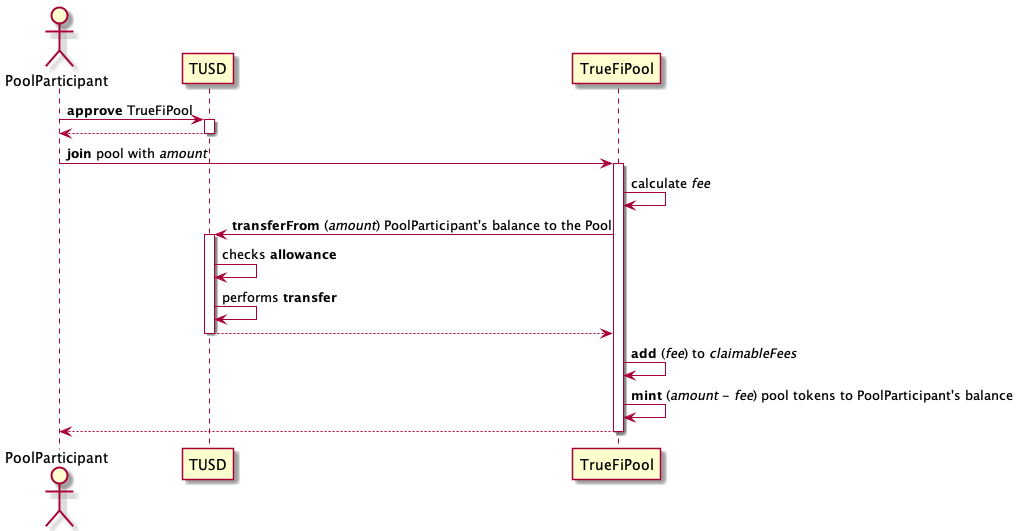 PoolParticipant
TUSD
TrueFiPool
approve TrueFiPool
join pool with amount
calculate fee
transferFrom (amount) PoolParticipant's balance to the Pool
checks allowance
performs transfer
add (fee) to claimableFees
mint (amount - fee) pool tokens to PoolParticipant's balance
PoolParticipant
TUSD
TrueFiPool